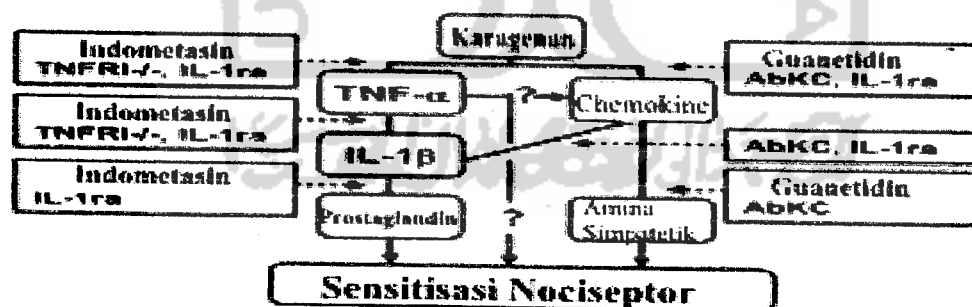 Karagenan
Indometasin
TNFRI-/-, IL-1ra
Guanetidin
AbKC, IL-1ra
TNF-α
?
Chemokine
Indometasin
TNFRI-/-, IL-1ra
IL-1β
AbKC, IL-1ra
Indometasin
IL-1ra
Guanetidin
AbKC
Prostaglandin
?
Amina
Simpatetik
Sensitisasi Nociseptor